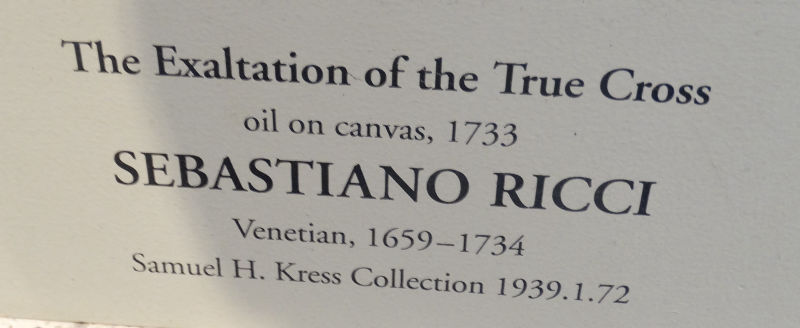 The Exaltation of the True Cross
oil on canvas, 1733
SEBASTIANO RICCI
Venetian, 1659–1734
Samuel H. Kress Collection 1939.1.72